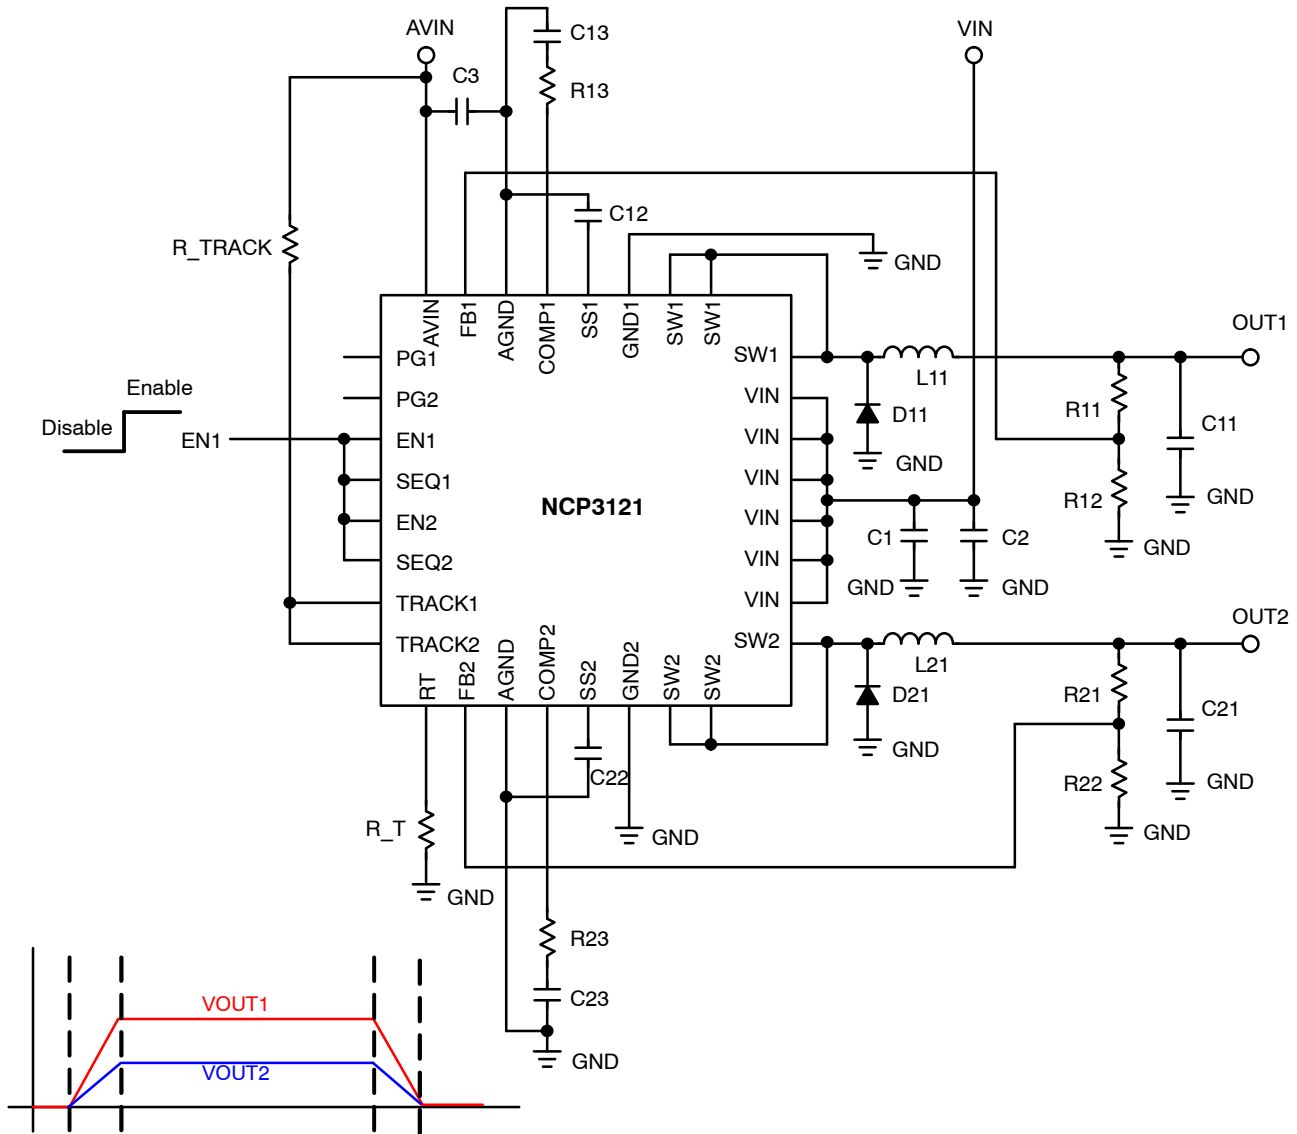 AVIN
C13
VIN
C3
R13
C12
R_TRACK
GND
AVIN
FB1
AGND
COMP1
SS1
GND1
SW1
SW1
OUT1
PG1
SW1
L11
Enable
PG2
VIN
D11
R11
C11
Disable
EN1
EN1
VIN
GND
SEQ1
VIN
R12
GND
NCP3121
EN2
VIN
C1
C2
GND
SEQ2
VIN
GND
GND
TRACK1
VIN
OUT2
TRACK2
SW2
L21
RT
FB2
AGND
COMP2
SS2
GND2
SW2
SW2
D21
R21
C21
GND
C22
R22
GND
R_T
GND
GND
GND
R23
C23
VOUT1
GND
VOUT2